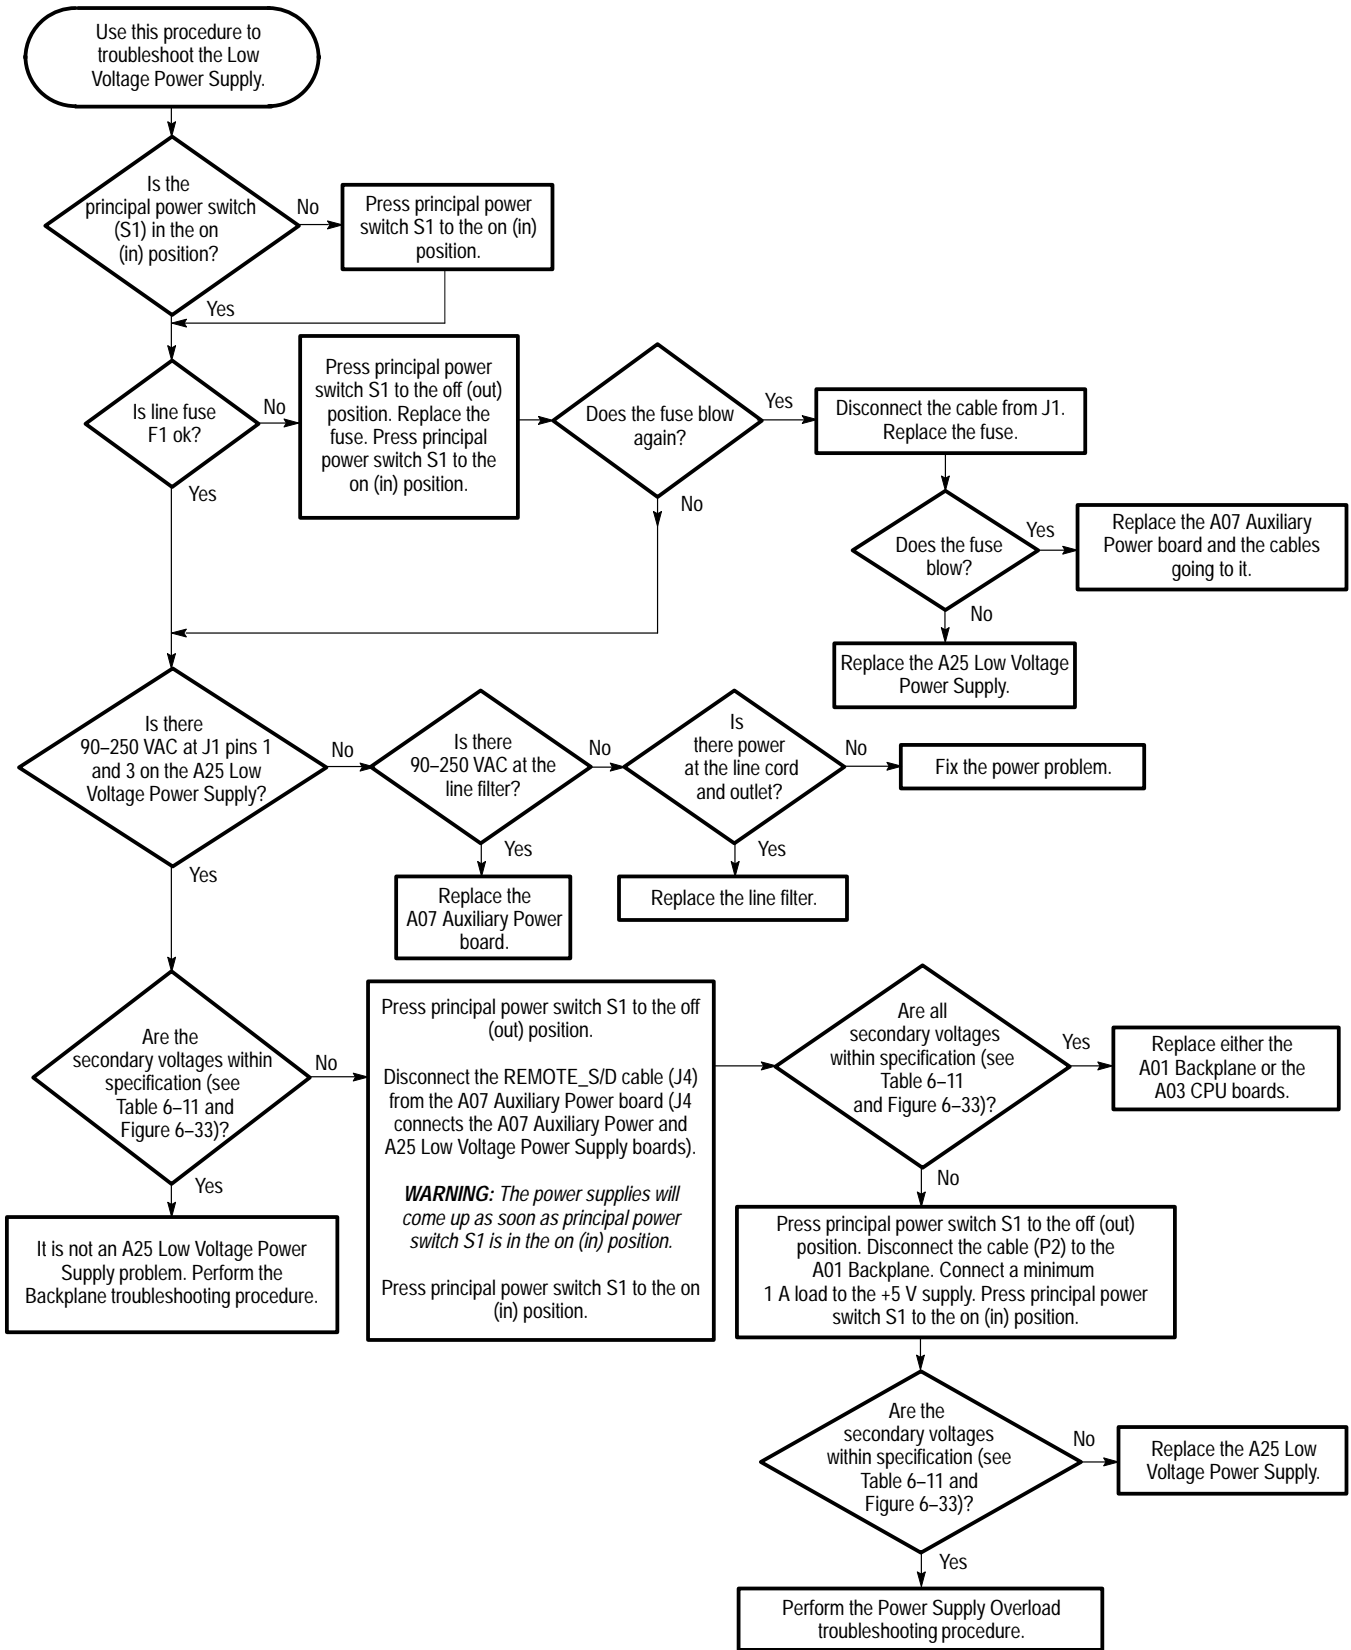 Use this procedure to
troubleshoot the Low
Voltage Power Supply.
Is the
principal power switch
(S1) in the on
(in) position?
No
Press principal power
switch S1 to the on (in)
position.
Yes
Is line fuse
F1 ok?
No
Press principal power
switch S1 to the off (out)
position. Replace the
fuse. Press principal
power switch S1 to the
on (in) position.
Does the fuse blow
again?
Yes
Disconnect the cable from J1.
Replace the fuse.
Yes
No
Does the fuse
blow?
Yes
Replace the A07 Auxiliary
Power board and the cables
going to it.
No
Replace the A25 Low Voltage
Power Supply.
Is there
90–250 VAC at J1 pins 1
and 3 on the A25 Low
Voltage Power Supply?
No
Is there
90–250 VAC at the
line filter?
No
Is
there power
at the line cord
and outlet?
No
Fix the power problem.
Yes
Yes
Yes
Replace the
A07 Auxiliary Power
board.
Replace the line filter.
Are the
secondary voltages within
specification (see
Table 6–11 and
Figure 6–33)?
No
Press principal power switch S1 to the off
(out) position.
Disconnect the REMOTE_S/D cable (J4)
from the A07 Auxiliary Power board (J4
connects the A07 Auxiliary Power and
A25 Low Voltage Power Supply boards).
WARNING: The power supplies will
come up as soon as principal power
switch S1 is in the on (in) position.
Press principal power switch S1 to the on
(in) position.
Are all
secondary voltages
within specification (see
Table 6–11
and Figure 6–33)?
Yes
Replace either the
A01 Backplane or the
A03 CPU boards.
Yes
It is not an A25 Low Voltage Power
Supply problem. Perform the
Backplane troubleshooting procedure.
No
Press principal power switch S1 to the off (out)
position. Disconnect the cable (P2) to the
A01 Backplane. Connect a minimum
1 A load to the +5 V supply. Press principal power
switch S1 to the on (in) position.
Are the
secondary voltages
within specification (see
Table 6–11 and
Figure 6–33)?
No
Replace the A25 Low
Voltage Power Supply.
Yes
Perform the Power Supply Overload
troubleshooting procedure.